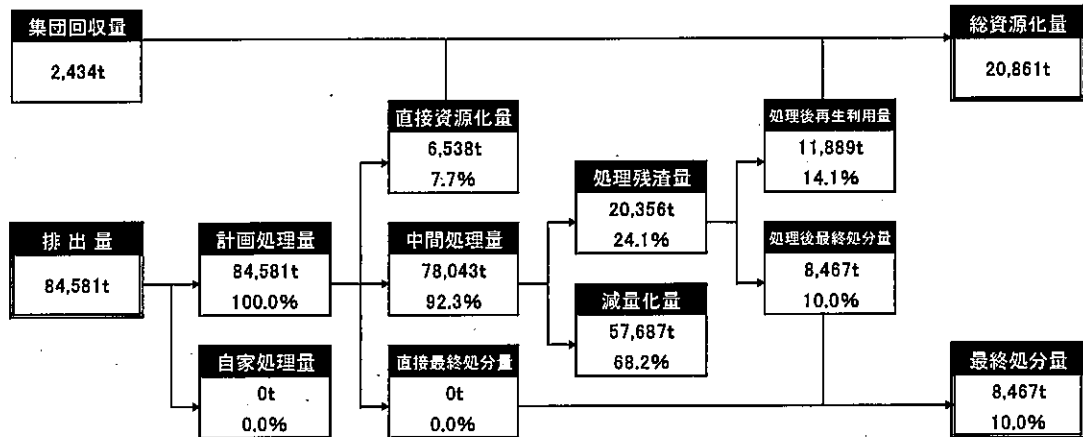 集団回収量
2,434t
総資源化量
20,861t
直接資源化量
6,538t
7.7%
処理後再生利用量
11,889t
14.1%
処理残渣量
20,356t
24.1%
排出量
84,581t
計画処理量
84,581t
100.0%
中間処理量
78,043t
92.3%
処理後最終処分量
8,467t
10.0%
減量化量
57,687t
68.2%
自家処理量
0t
0.0%
直接最終処分量
0t
0.0%
最終処分量
8,467t
10.0%